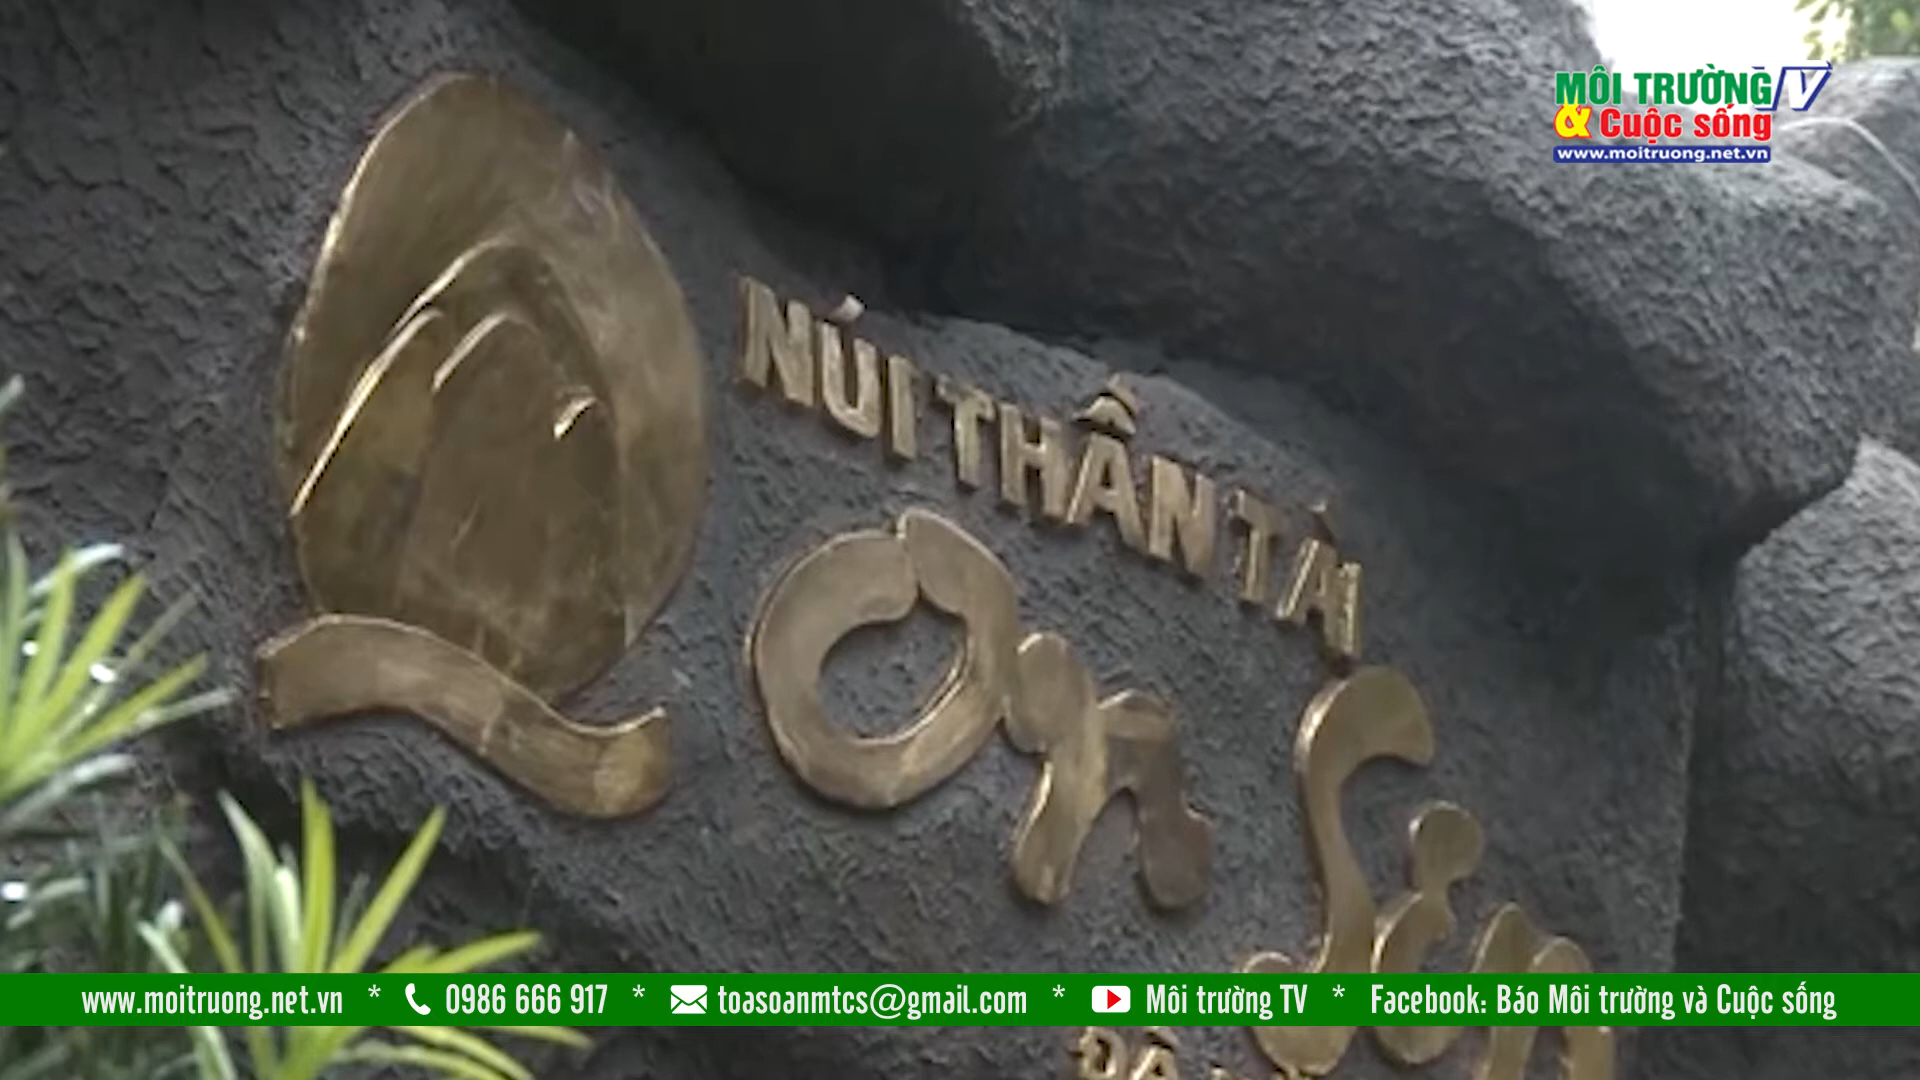 MÔI TRƯỜNG TV
& Cuộc sống
www.moitruong.net.vn
NÚI THẦN TÀI
www.moitruong.net.vn * 0986 666 917 * toasoanmtcs@gmail.com * Môi trường TV * Facebook: Báo Môi trường và Cuộc sống